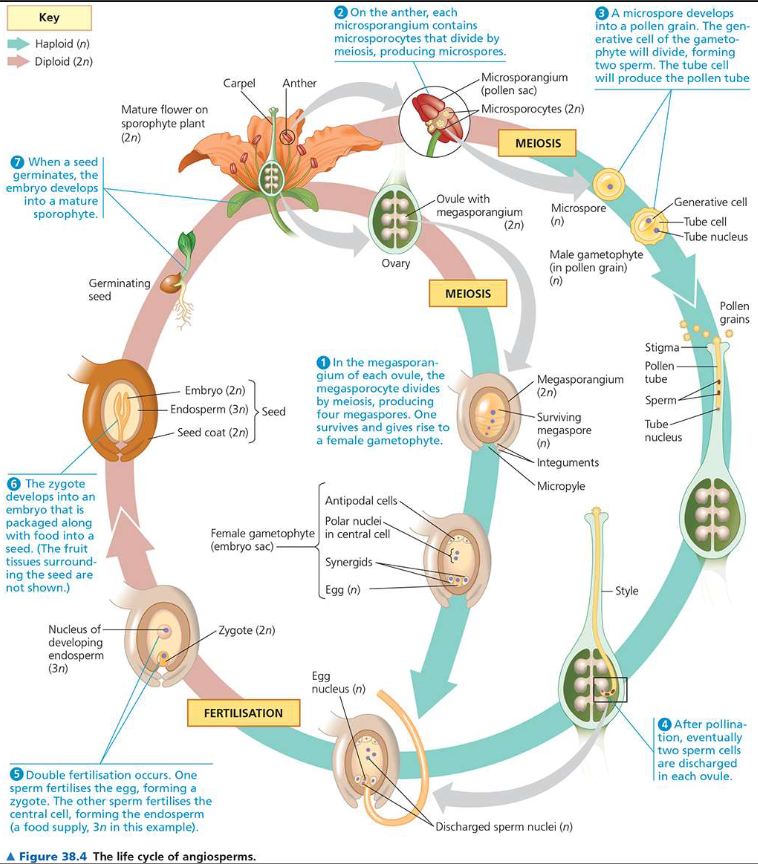 Key
Haploid (n)
Diploid (2n)
2 On the anther, each
microsporangium contains
microsporocytes that divide by
meiosis, producing microspores.
3 A microspore develops
into a pollen grain. The gen-
erative cell of the gameto-
phyte will divide, forming
two sperm. The tube cell
will produce the pollen tube
Carpel
Anther
Mature flower on
sporophyte plant
(2n)
Microsporangium
(pollen sac)
Microsporocytes (2n)
MEIOSIS
7 When a seed
germinates, the
embryo develops
into a mature
sporophyte.
Ovule with
megasporangium
(2n)
Ovary
Microspore
(n)
Generative cell
Tube cell
Tube nucleus
Male gametophyte
(in pollen grain)
(n)
Germinating
seed
MEIOSIS
Pollen
grains
Stigma
Pollen
tube
Sperm
Tube
nucleus
1 In the megasporan-
gium of each ovule, the
megasporocyte divides
by meiosis, producing
four megaspores. One
survives and gives rise to
a female gametophyte.
Megasporangium
(2n)
Surviving
megaspore
(n)
Integuments
Micropyle
Embryo (2n)
Endosperm (3n)
Seed coat (2n)
Seed
6 The zygote
develops into an
embryo that is
packaged along
with food into a
seed. (The fruit
tissues surround-
ing the seed are
not shown.)
Antipodal cells
Polar nuclei
in central cell
Female gametophyte
(embryo sac)
Synergids
Egg (n)
Style
Nucleus of
developing
endosperm
(3n)
Zygote (2n)
Egg
nucleus (n)
FERTILISATION
4 After pollina-
tion, eventually
two sperm cells
are discharged
in each ovule.
5 Double fertilisation occurs. One
sperm fertilises the egg, forming a
zygote. The other sperm fertilises the
central cell, forming the endosperm
(a food supply, 3n in this example).
Discharged sperm nuclei (n)
▲ Figure 38.4 The life cycle of angiosperms.